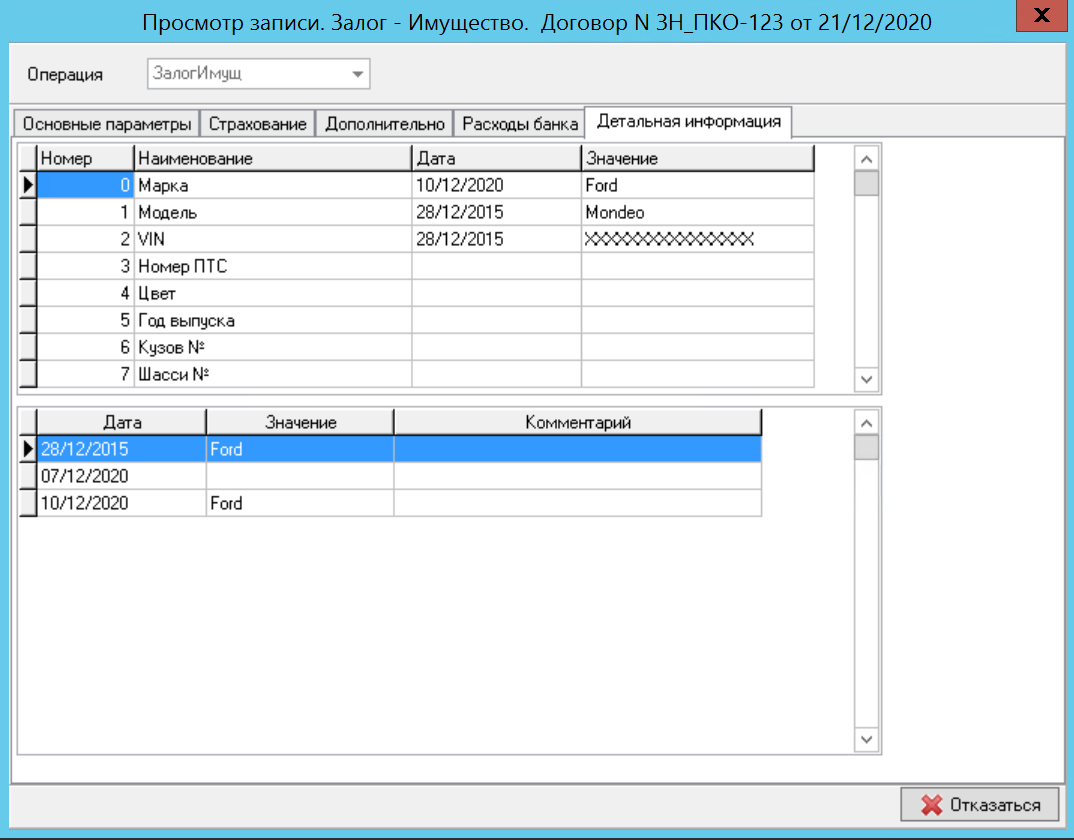 Просмотр записи. Залог - Имущество. Договор N ЗН_ПКО-123 от 21/12/2020
Операция ЗалогИмущ
Основные параметры Страхование Дополнительно Расходы банка Детальная информация
Номер Наименование Дата Значение
0 Марка 10/12/2020 Ford
1 Модель 28/12/2015 Mondeo
2 VIN 28/12/2015 XXXXXXXXXXXXXXXXX
3 Номер ПТС
4 Цвет
5 Год выпуска
6 Кузов №
7 Шасси №
Дата Значение Комментарий
28/12/2015 Ford
07/12/2020
10/12/2020 Ford
Отказаться